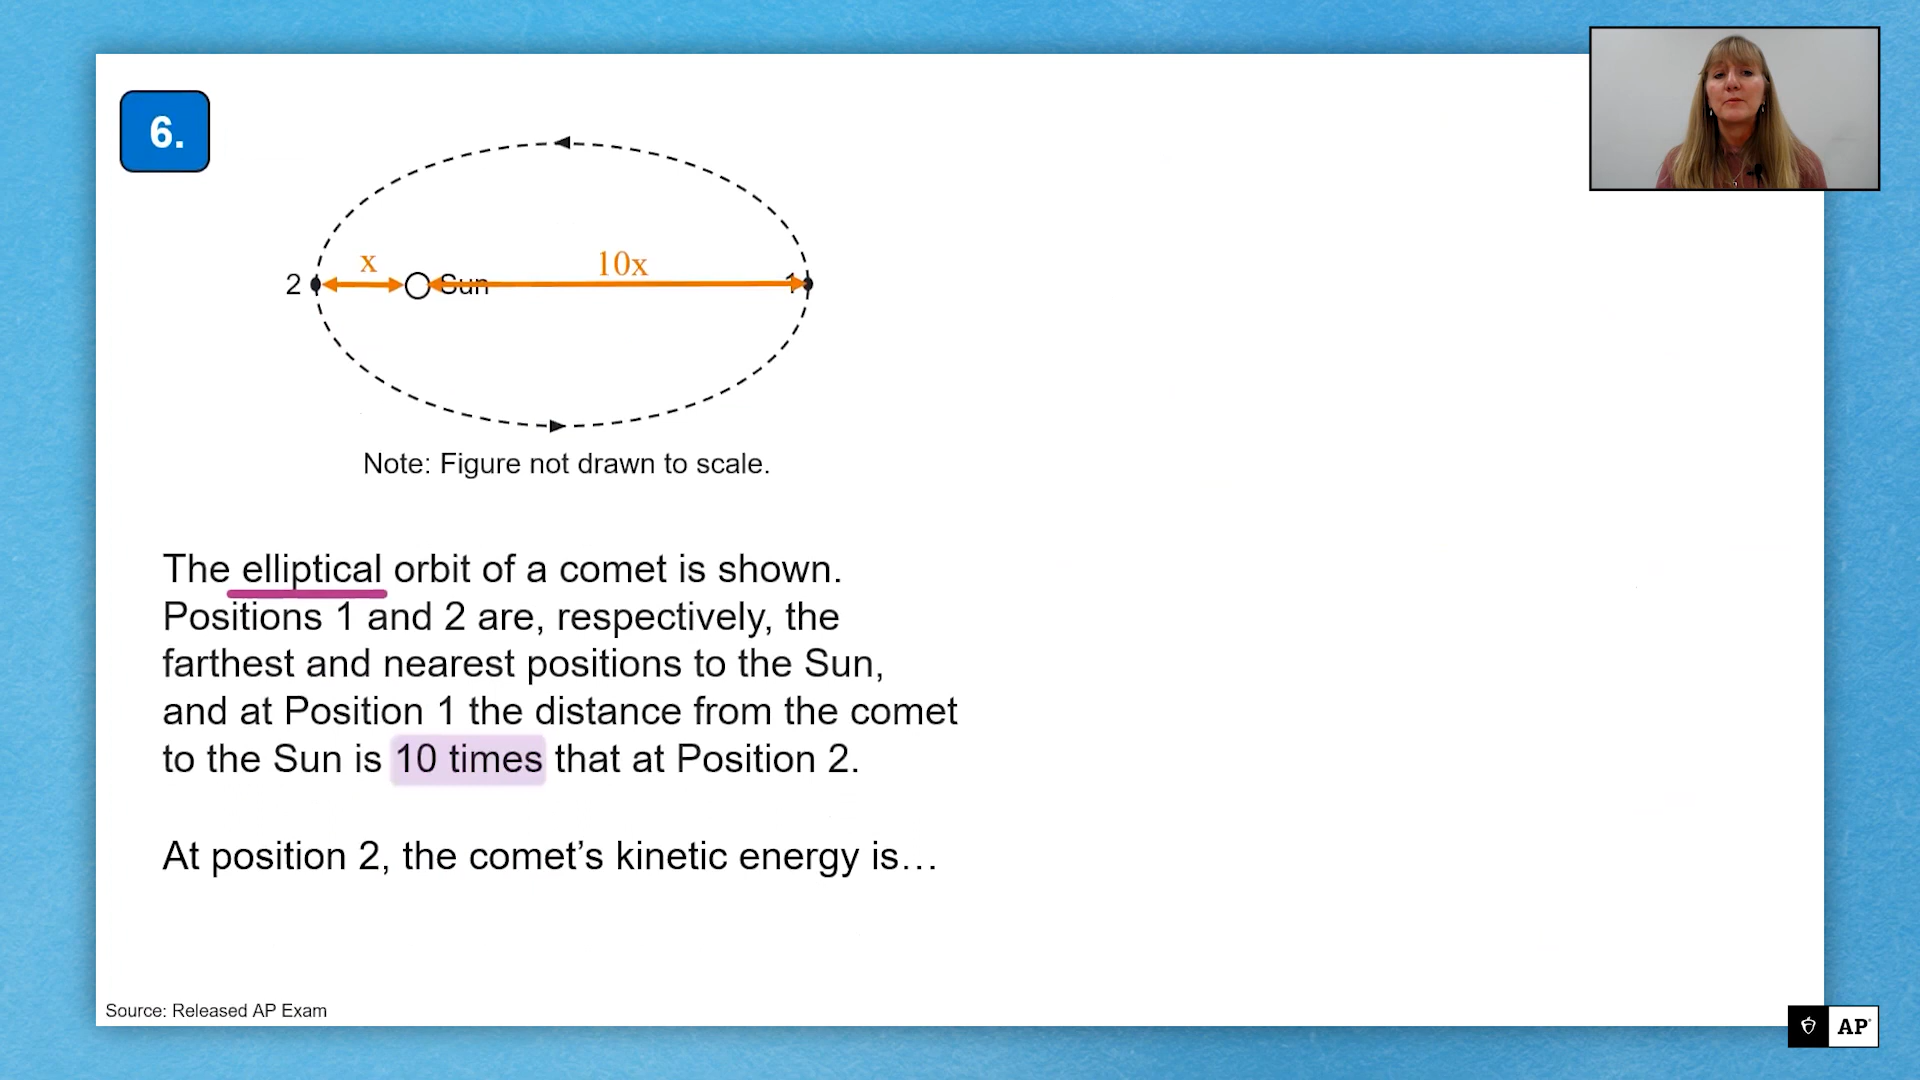 6.
x
10x
2
Sun
1
Note: Figure not drawn to scale.
The elliptical orbit of a comet is shown.
Positions 1 and 2 are, respectively, the
farthest and nearest positions to the Sun,
and at Position 1 the distance from the comet
to the Sun is 10 times that at Position 2.
At position 2, the comet’s kinetic energy is…
Source: Released AP Exam
AP